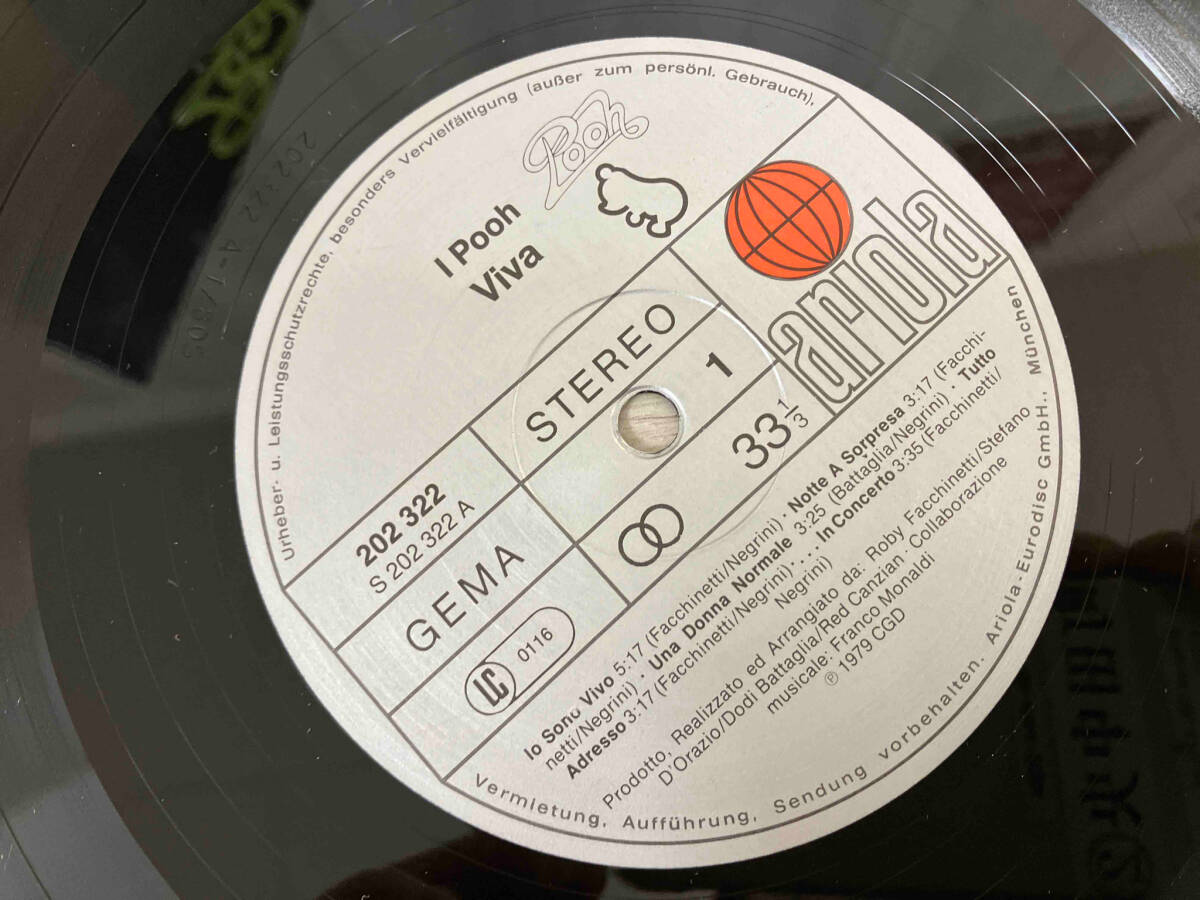 Urheber- u. Leistungsschutzrechte, besonders Vervielfältigung (außer zum persönl. Gebrauch),
Pooh
I Pooh
Viva
ariola
202 322
S 202 322 A
STEREO
GEMA
1
LC 0116
33 1/3
Io Sono Vivo 5:17 (Facchinetti/Negrini) · Notte A Sorpresa 3:17 (Facchi-
netti/Negrini) · Una Donna Normale 3:25 (Battaglia/Negrini) · Tutto
Adresso 3:17 (Facchinetti/Negrini) · ... In Concerto 3:35 (Facchinetti/
Negrini)
Prodotto, Realizzato ed Arrangiato da: Roby Facchinetti/Stefano
D'Orazio/Dodi Battaglia/Red Canzian · Collaborazione
musicale: Franco Monaldi
℗ 1979 CGD
Vermietung, Aufführung, Sendung vorbehalten. Ariola-Eurodisc GmbH., München